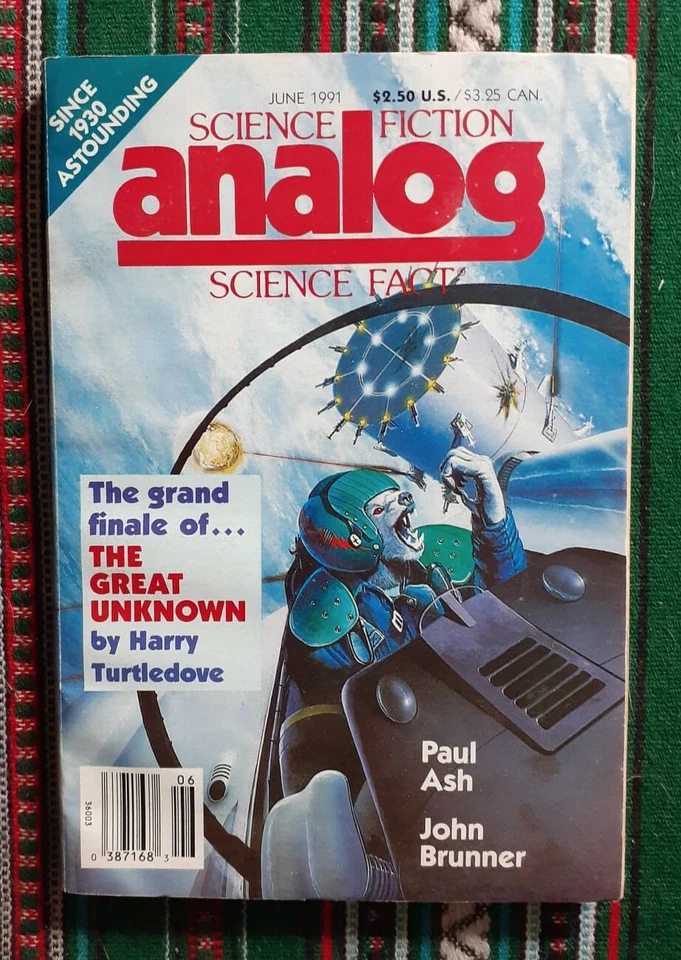 SINCE
1930
ASTOUNDING
JUNE 1991 $2.50 U.S. / $3.25 CAN.
SCIENCE FICTION
analog
SCIENCE FACT®
The grand
finale of...
THE
GREAT
UNKNOWN
by Harry
Turtledove
Paul
Ash
John
Brunner
06
36003
0 387168 3